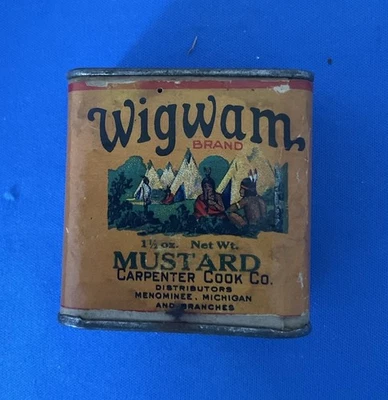 Wigwam
BRAND
1½ oz. Net Wt.
MUSTARD
CARPENTER COOK CO.
DISTRIBUTORS
MENOMINEE, MICHIGAN
AND BRANCHES